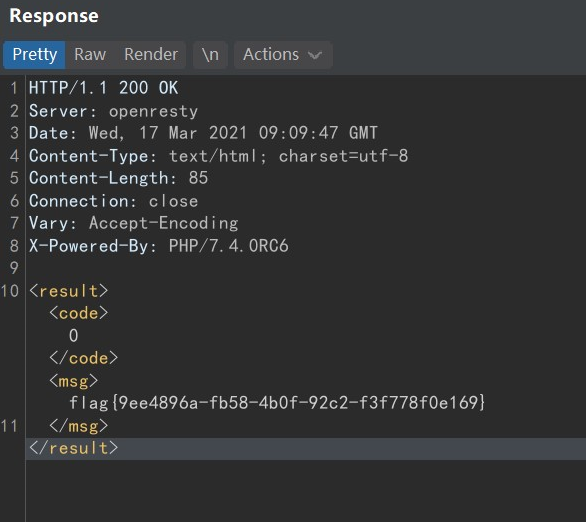 Response
Pretty Raw Render \n Actions
1 HTTP/1.1 200 OK
2 Server: openresty
3 Date: Wed, 17 Mar 2021 09:09:47 GMT
4 Content-Type: text/html; charset=utf-8
5 Content-Length: 85
6 Connection: close
7 Vary: Accept-Encoding
8 X-Powered-By: PHP/7.4.0RC6
9
10 <result>
<code>
0
</code>
<msg>
flag{9ee4896a-fb58-4b0f-92c2-f3f778f0e169}
11 </msg>
</result>